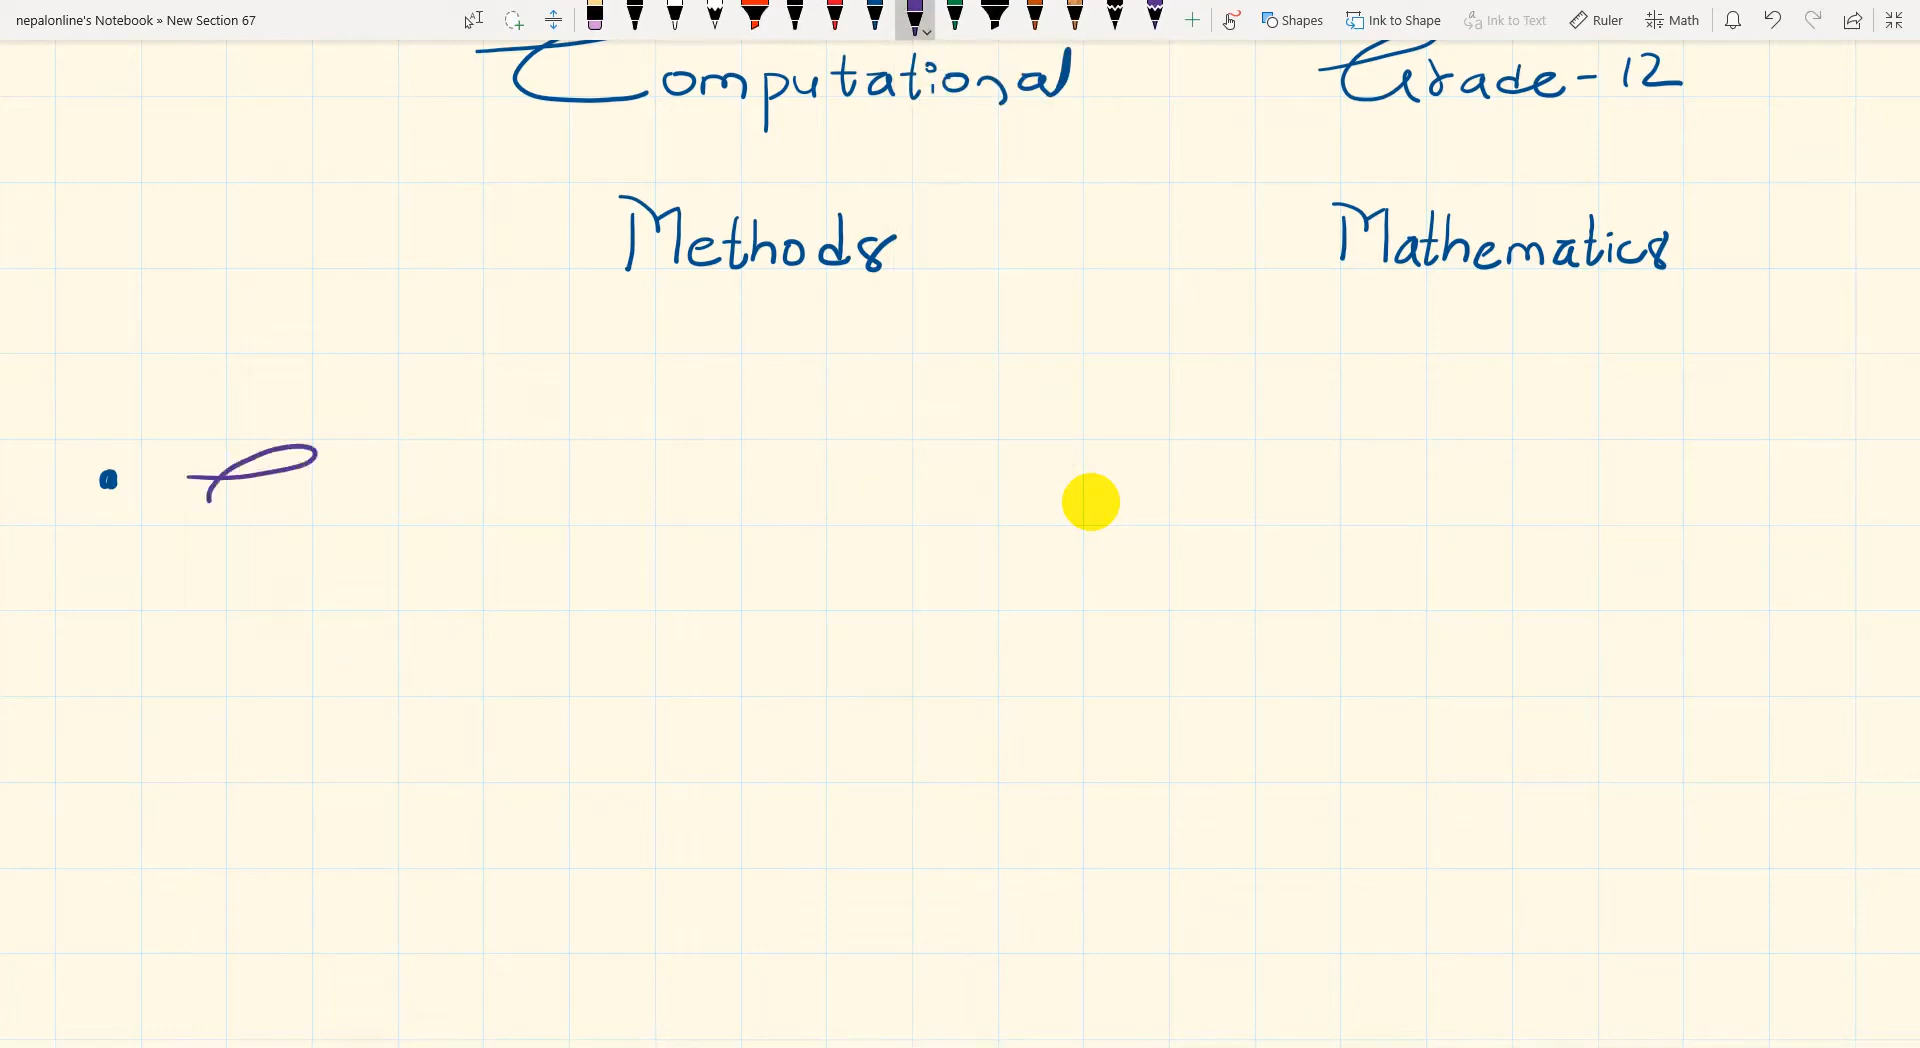 nepalonline's Notebook » New Section 67
Shapes
Ink to Shape
Ink to Text
Ruler
Math
Computational
Grade-12
Methods
Mathematics